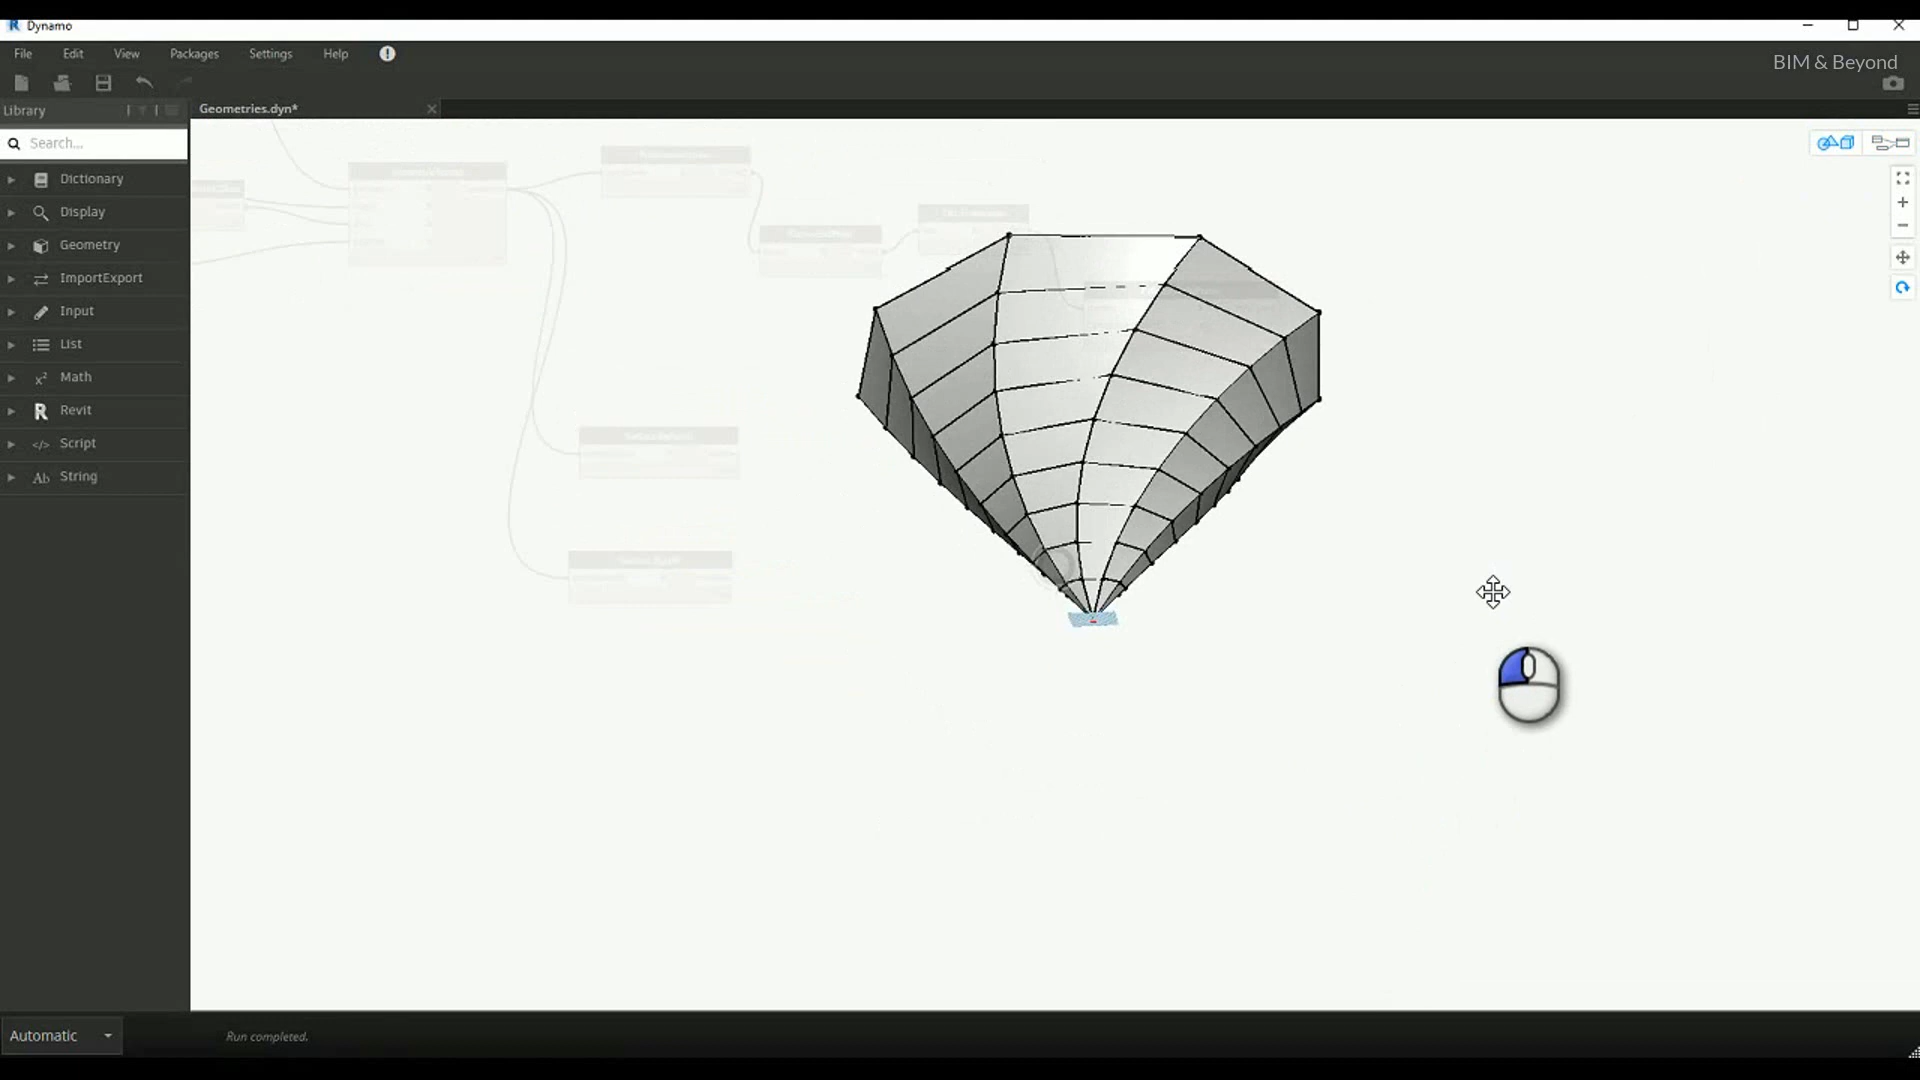 Dynamo
File Edit View Packages Settings Help
BIM & Beyond
Library
Geometries.dyn*
Search...
Dictionary
Display
Geometry
ImportExport
Input
List
Math
Revit
Script
String
Automatic
Run completed.